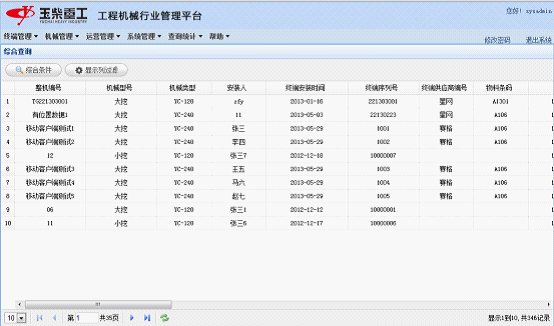 玉柴重工 工程机械行业管理平台 您好! sysadmin
YUCHAI HEAVY INDUSTRY
终端管理 机械管理 运营管理 系统管理 查询统计 帮助 修改密码 退出系统
综合查询
综合条件 显示列过滤
整机编号 机械型号 机械类型 安装人 终端安装时间 终端序列号 终端供应商编号 物料条码
1 TG221303001 大挖 YC-128 zfy 2013-01-16 221303001 星网 A1301
2 有位置数据1 大挖 YC-248 11 2013-05-03 22130223 星网 A106
3 移动客户端测试1 大挖 YC-128 张三 2013-05-29 1001 赛格 A106
4 移动客户端测试2 大挖 YC-248 李四 2013-05-29 1002 赛格 A106
5 12 小挖 YC-128 张三7 2012-12-18 10000007
6 移动客户端测试3 大挖 YC-248 王五 2013-05-29 1003 赛格 A106
7 移动客户端测试4 大挖 YC-248 马六 2013-05-29 1004 赛格 A106
8 移动客户端测试5 大挖 YC-248 赵七 2013-05-29 1005 赛格 A106
9 06 大挖 YC-128 张三1 2012-12-12 10000001
10 11 小挖 YC-128 张三6 2012-12-17 10000006
10 第 1 共35页 显示1到10, 共346记录